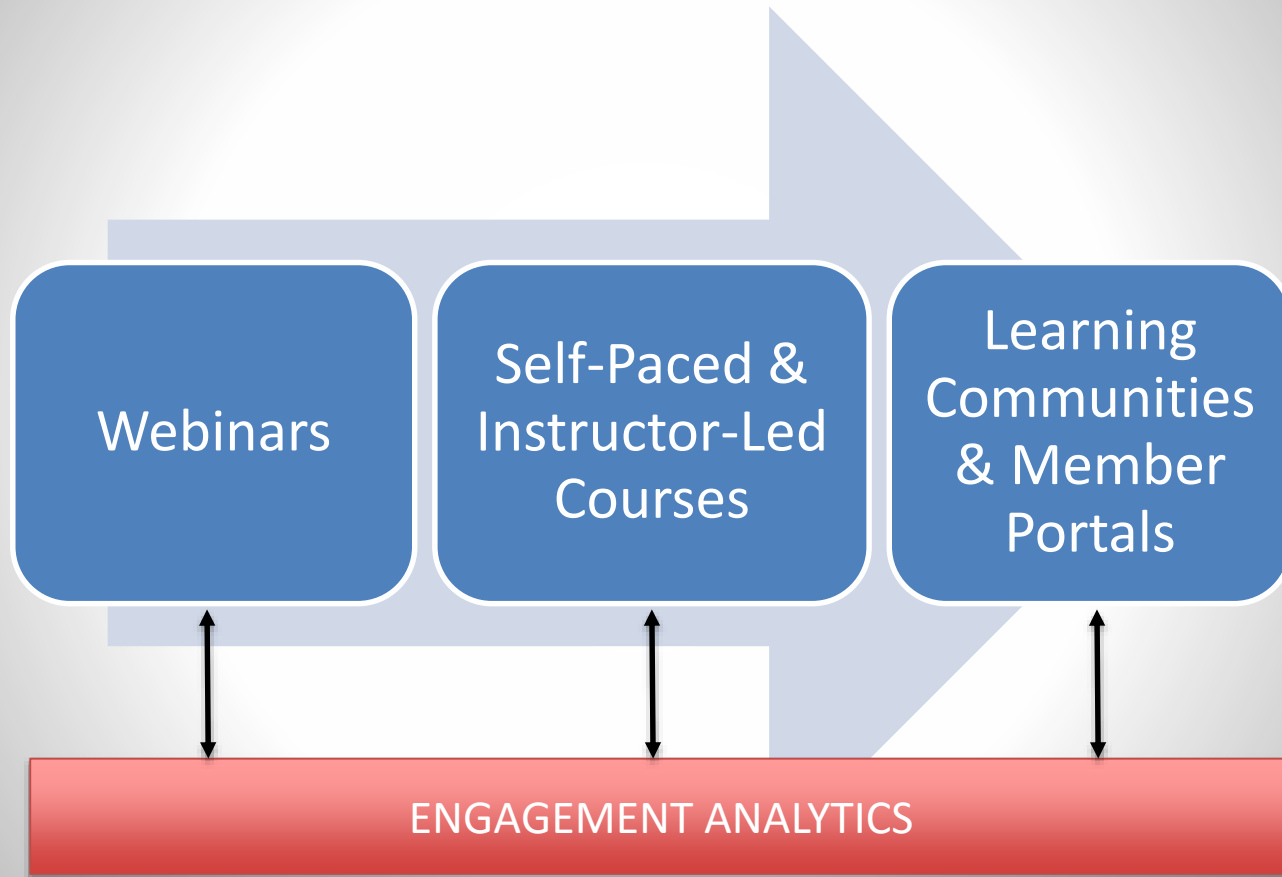 Webinars
Self-Paced &
Instructor-Led
Courses
Learning
Communities
& Member
Portals
ENGAGEMENT ANALYTICS